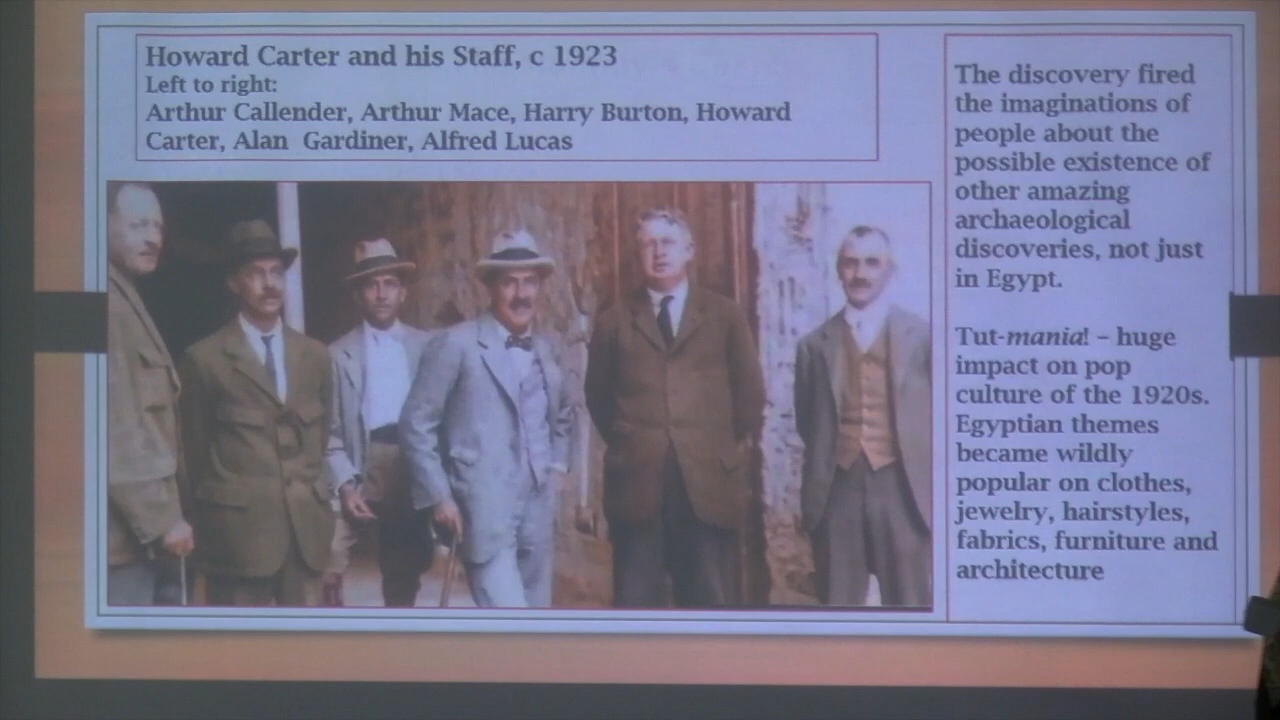 Howard Carter and his Staff, c 1923
Left to right:
Arthur Callender, Arthur Mace, Harry Burton, Howard
Carter, Alan  Gardiner, Alfred Lucas
The discovery fired
the imaginations of
people about the
possible existence of
other amazing
archaeological
discoveries, not just
in Egypt.
Tut-mania! – huge
impact on pop
culture of the 1920s.
Egyptian themes
became wildly
popular on clothes,
jewelry, hairstyles,
fabrics, furniture and
architecture